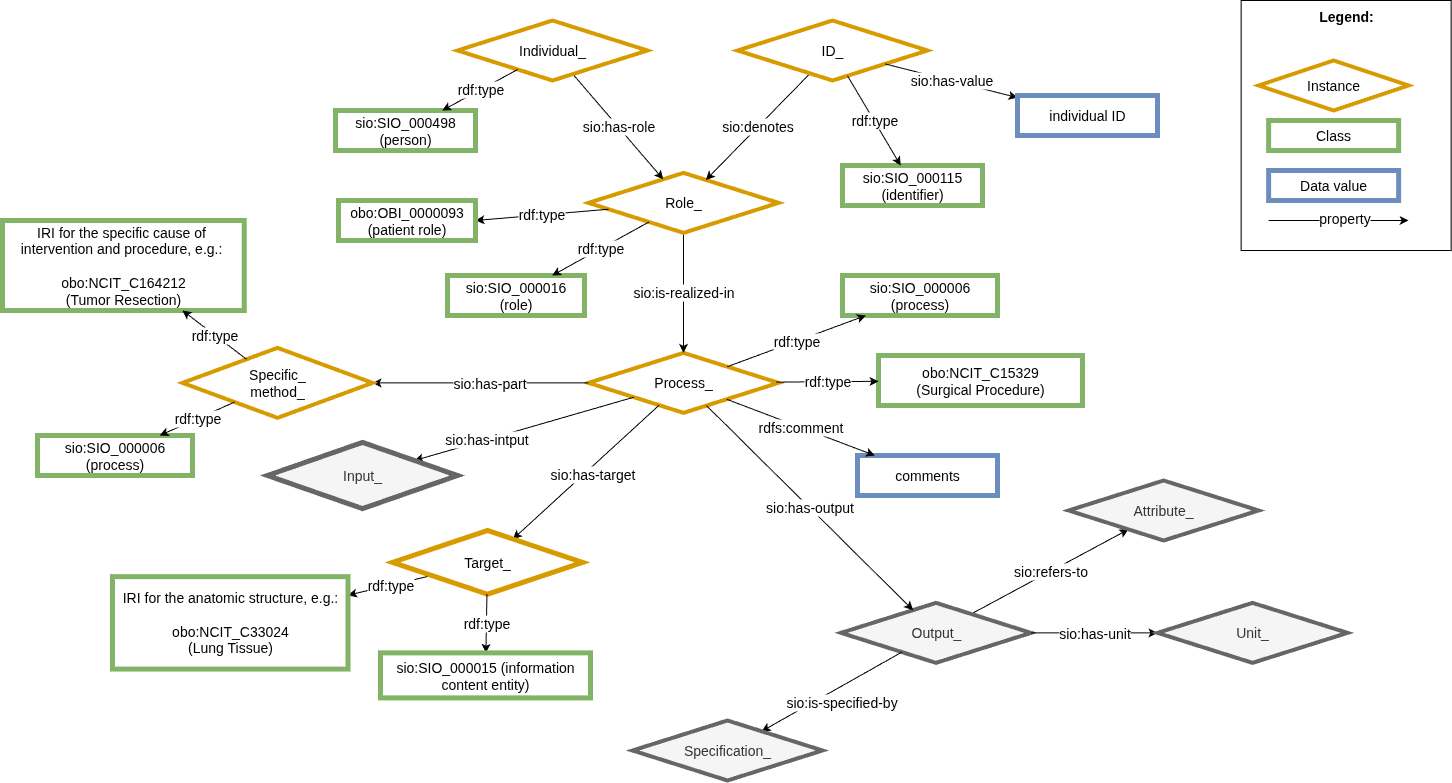 Legend:
Individual_
ID_
rdf:type
sio:has-value
Instance
individual ID
sio:SIO_000498
(person)
sio:has-role
sio:denotes
rdf:type
Class
sio:SIO_000115
(identifier)
Data value
Role_
obo:OBI_0000093
(patient role)
rdf:type
property
IRI for the specific cause of
intervention and procedure, e.g.:
obo:NCIT_C164212
(Tumor Resection)
rdf:type
sio:SIO_000016
(role)
sio:is-realized-in
sio:SIO_000006
(process)
rdf:type
rdf:type
Specific_
method_
sio:has-part
Process_
rdf:type
obo:NCIT_C15329
(Surgical Procedure)
rdf:type
rdfs:comment
sio:SIO_000006
(process)
sio:has-intput
Input_
sio:has-target
comments
sio:has-output
Attribute_
Target_
rdf:type
sio:refers-to
IRI for the anatomic structure, e.g.:
obo:NCIT_C33024
(Lung Tissue)
rdf:type
Output_
sio:has-unit
Unit_
sio:SIO_000015 (information
content entity)
sio:is-specified-by
Specification_